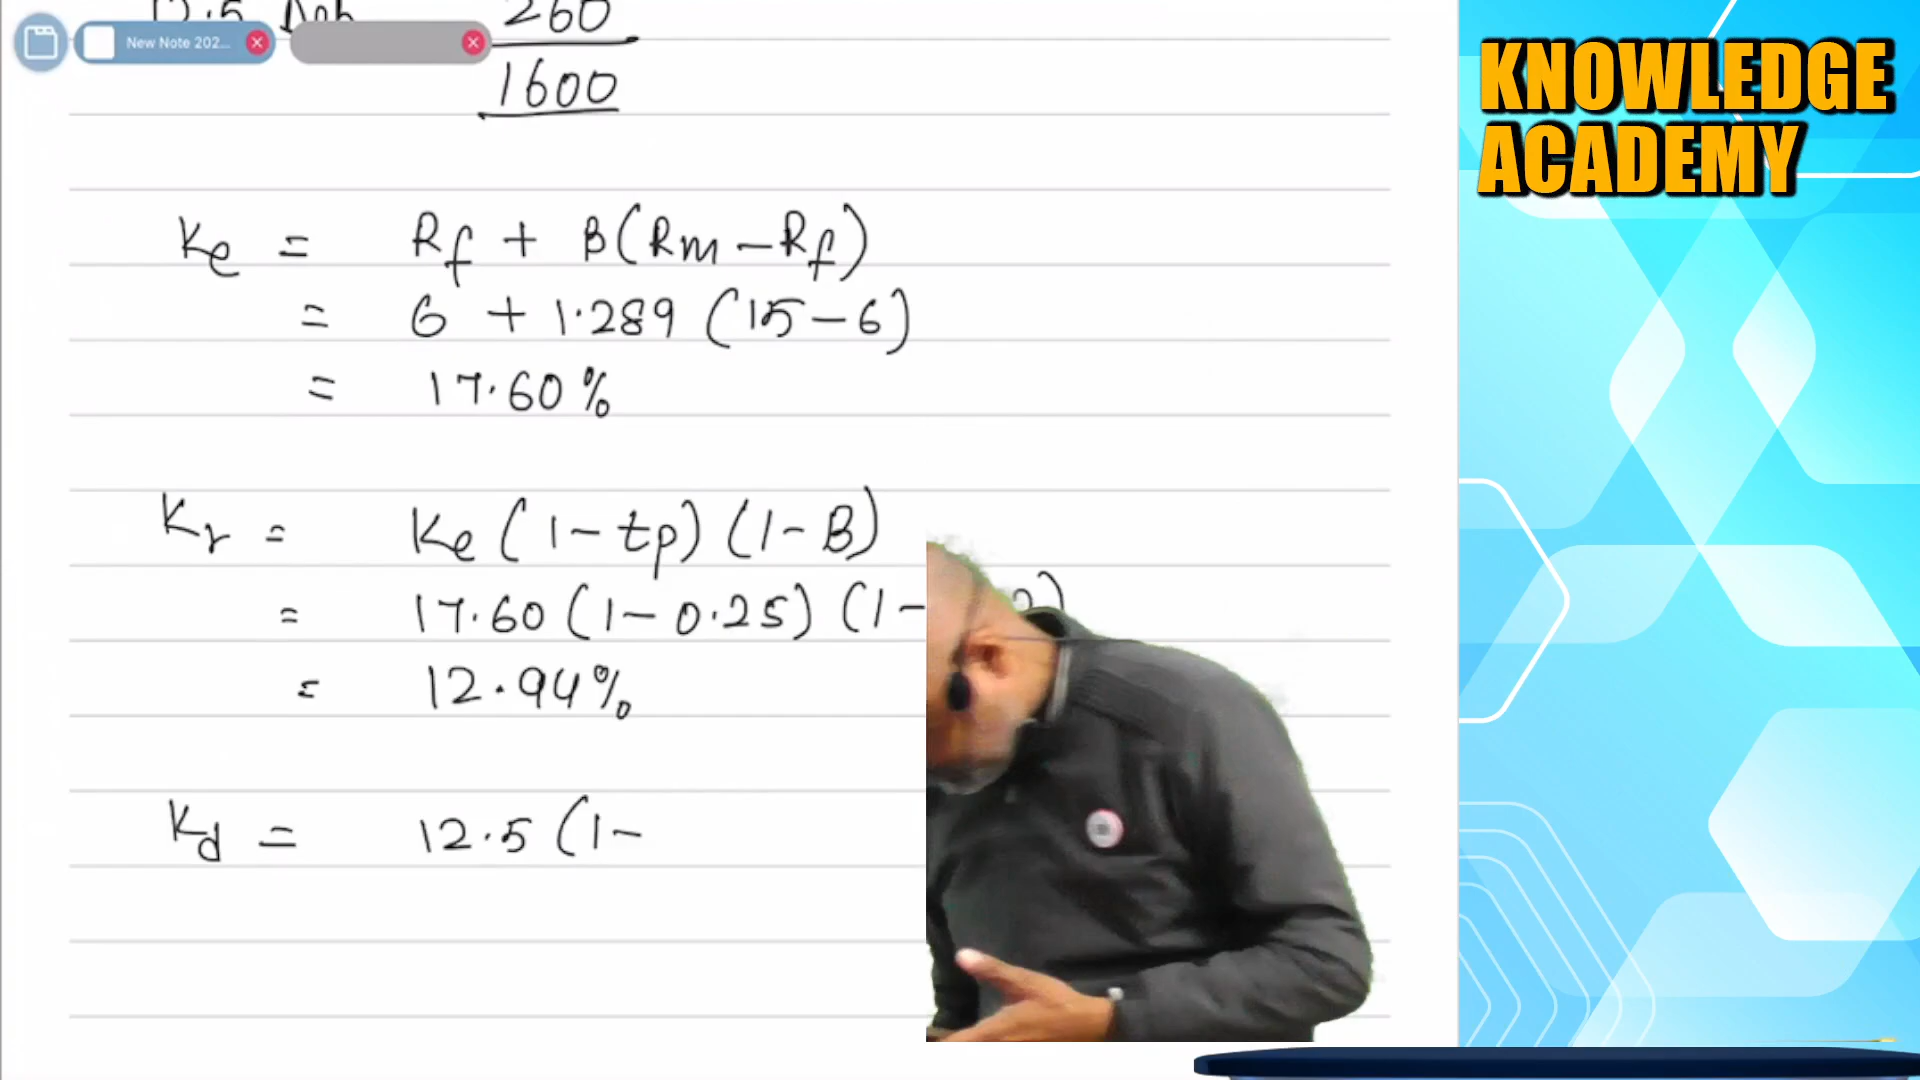 260
New Note 202...
1600
Ke = Rf + B(Rm - Rf)
= 6 + 1.289 (15 - 6)
= 17.60%
Kr = Ke (1 - tp) (1 - B)
= 17.60 (1 - 0.25) (1 -
= 12.94%
Kd = 12.5 (1 -
KNOWLEDGE
ACADEMY